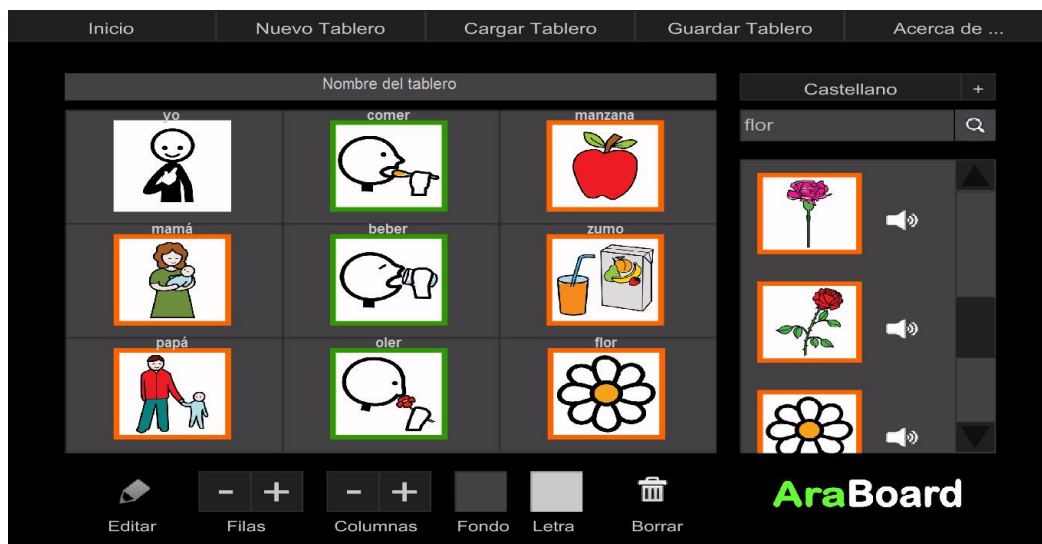 Inicio
Nuevo Tablero
Cargar Tablero
Guardar Tablero
Acerca de ...
Nombre del tablero
Castellano
+
flor
yo
comer
manzana
mamá
beber
zumo
papá
oler
flor
- +
- +
Editar
Filas
Columnas
Fondo
Letra
Borrar
AraBoard